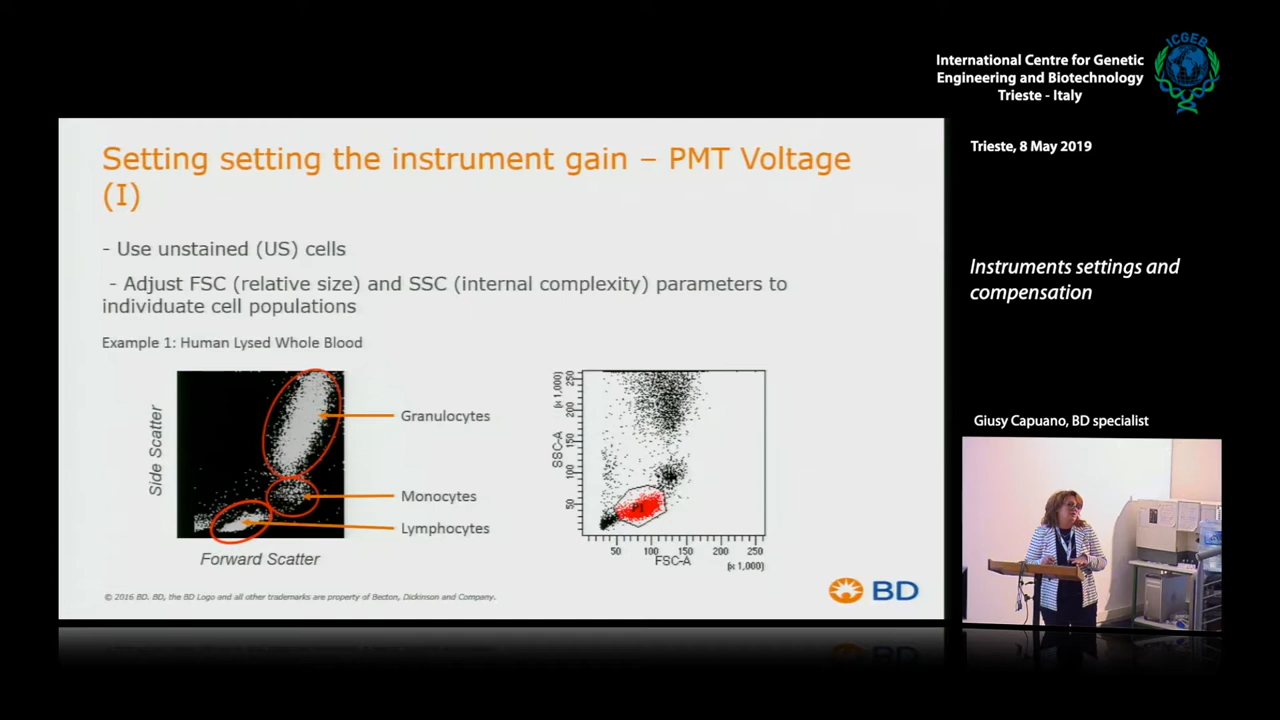 ICGEB
International Centre for Genetic
Engineering and Biotechnology
Trieste - Italy
Trieste, 8 May 2019
Setting setting the instrument gain – PMT Voltage
(I)
- Use unstained (US) cells
- Adjust FSC (relative size) and SSC (internal complexity) parameters to
individuate cell populations
Example 1: Human Lysed Whole Blood
Side Scatter
Granulocytes
Monocytes
Lymphocytes
Forward Scatter
(x 1,000)
SSC-A
250
200
150
100
50
P1
50 100 150 200 250
FSC-A
(x 1,000)
© 2016 BD. BD, the BD Logo and all other trademarks are property of Becton, Dickinson and Company.
BD
Instruments settings and
compensation
Giusy Capuano, BD specialist